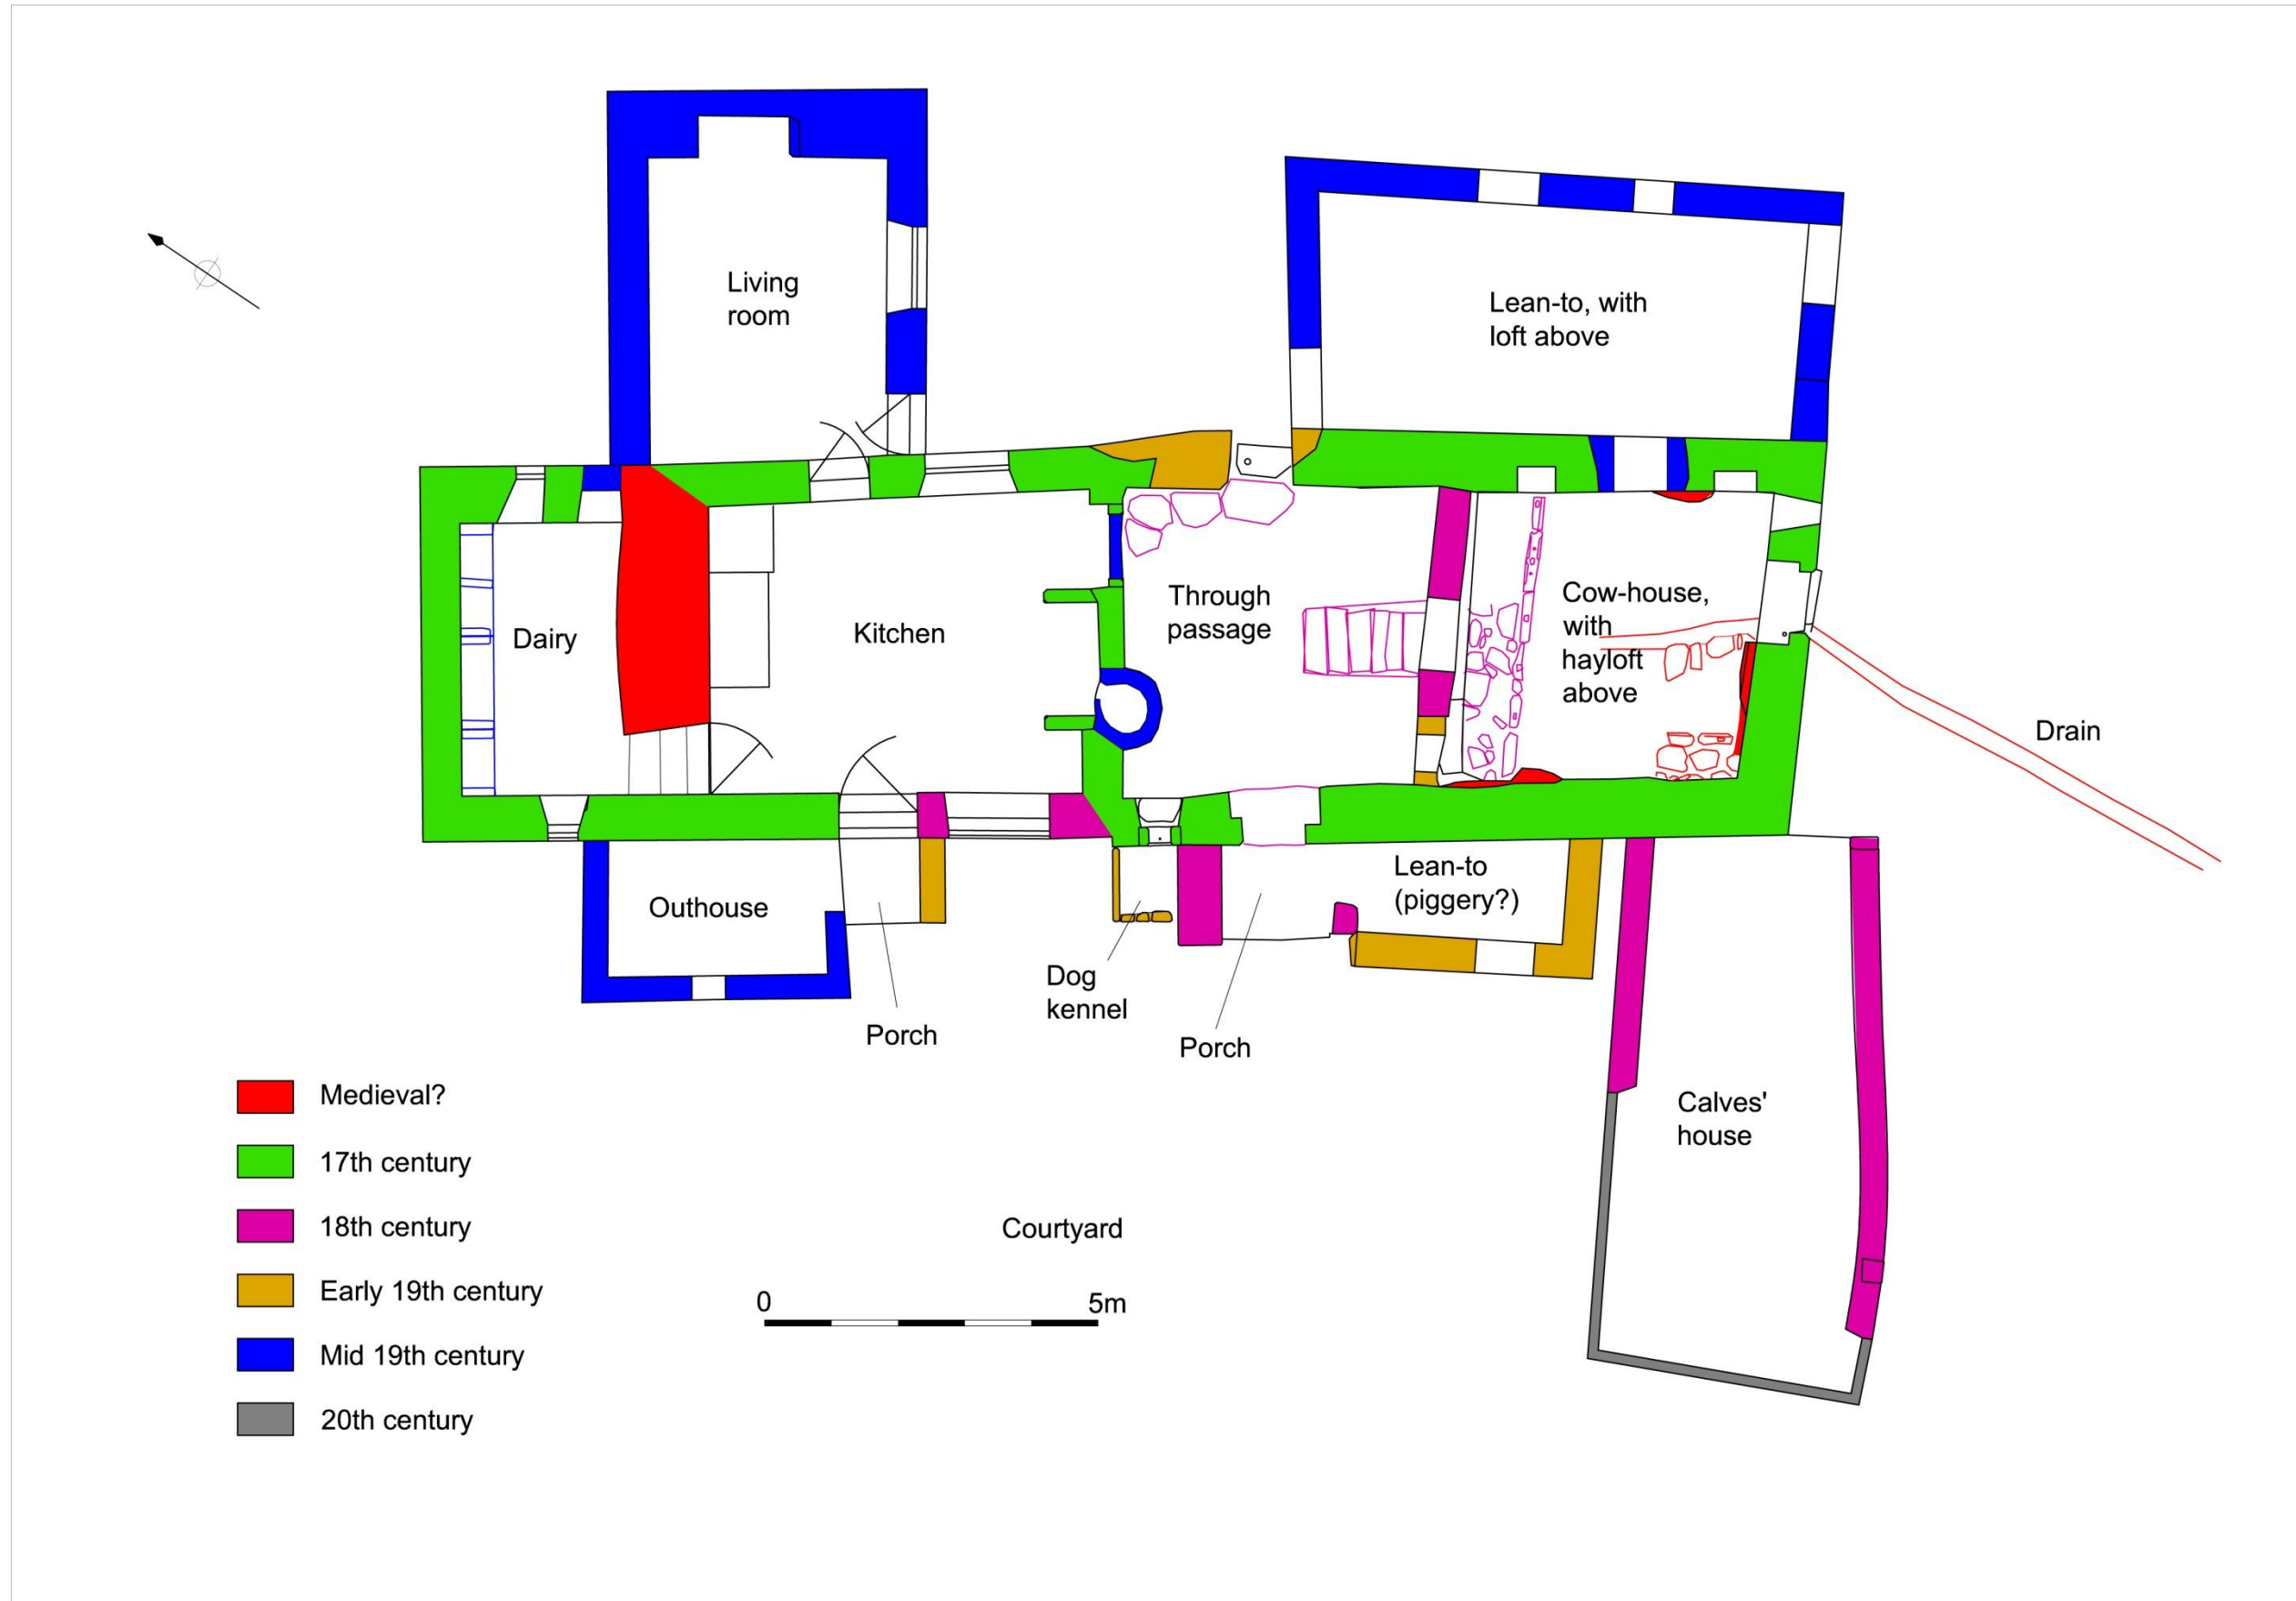 Living
room
Lean-to, with
loft above
Dairy
Kitchen
Through
passage
Cow-house,
with
hayloft
above
Drain
Outhouse
Porch
Dog
kennel
Porch
Lean-to
(piggery?)
Calves'
house
Courtyard
0 5m
Medieval?
17th century
18th century
Early 19th century
Mid 19th century
20th century